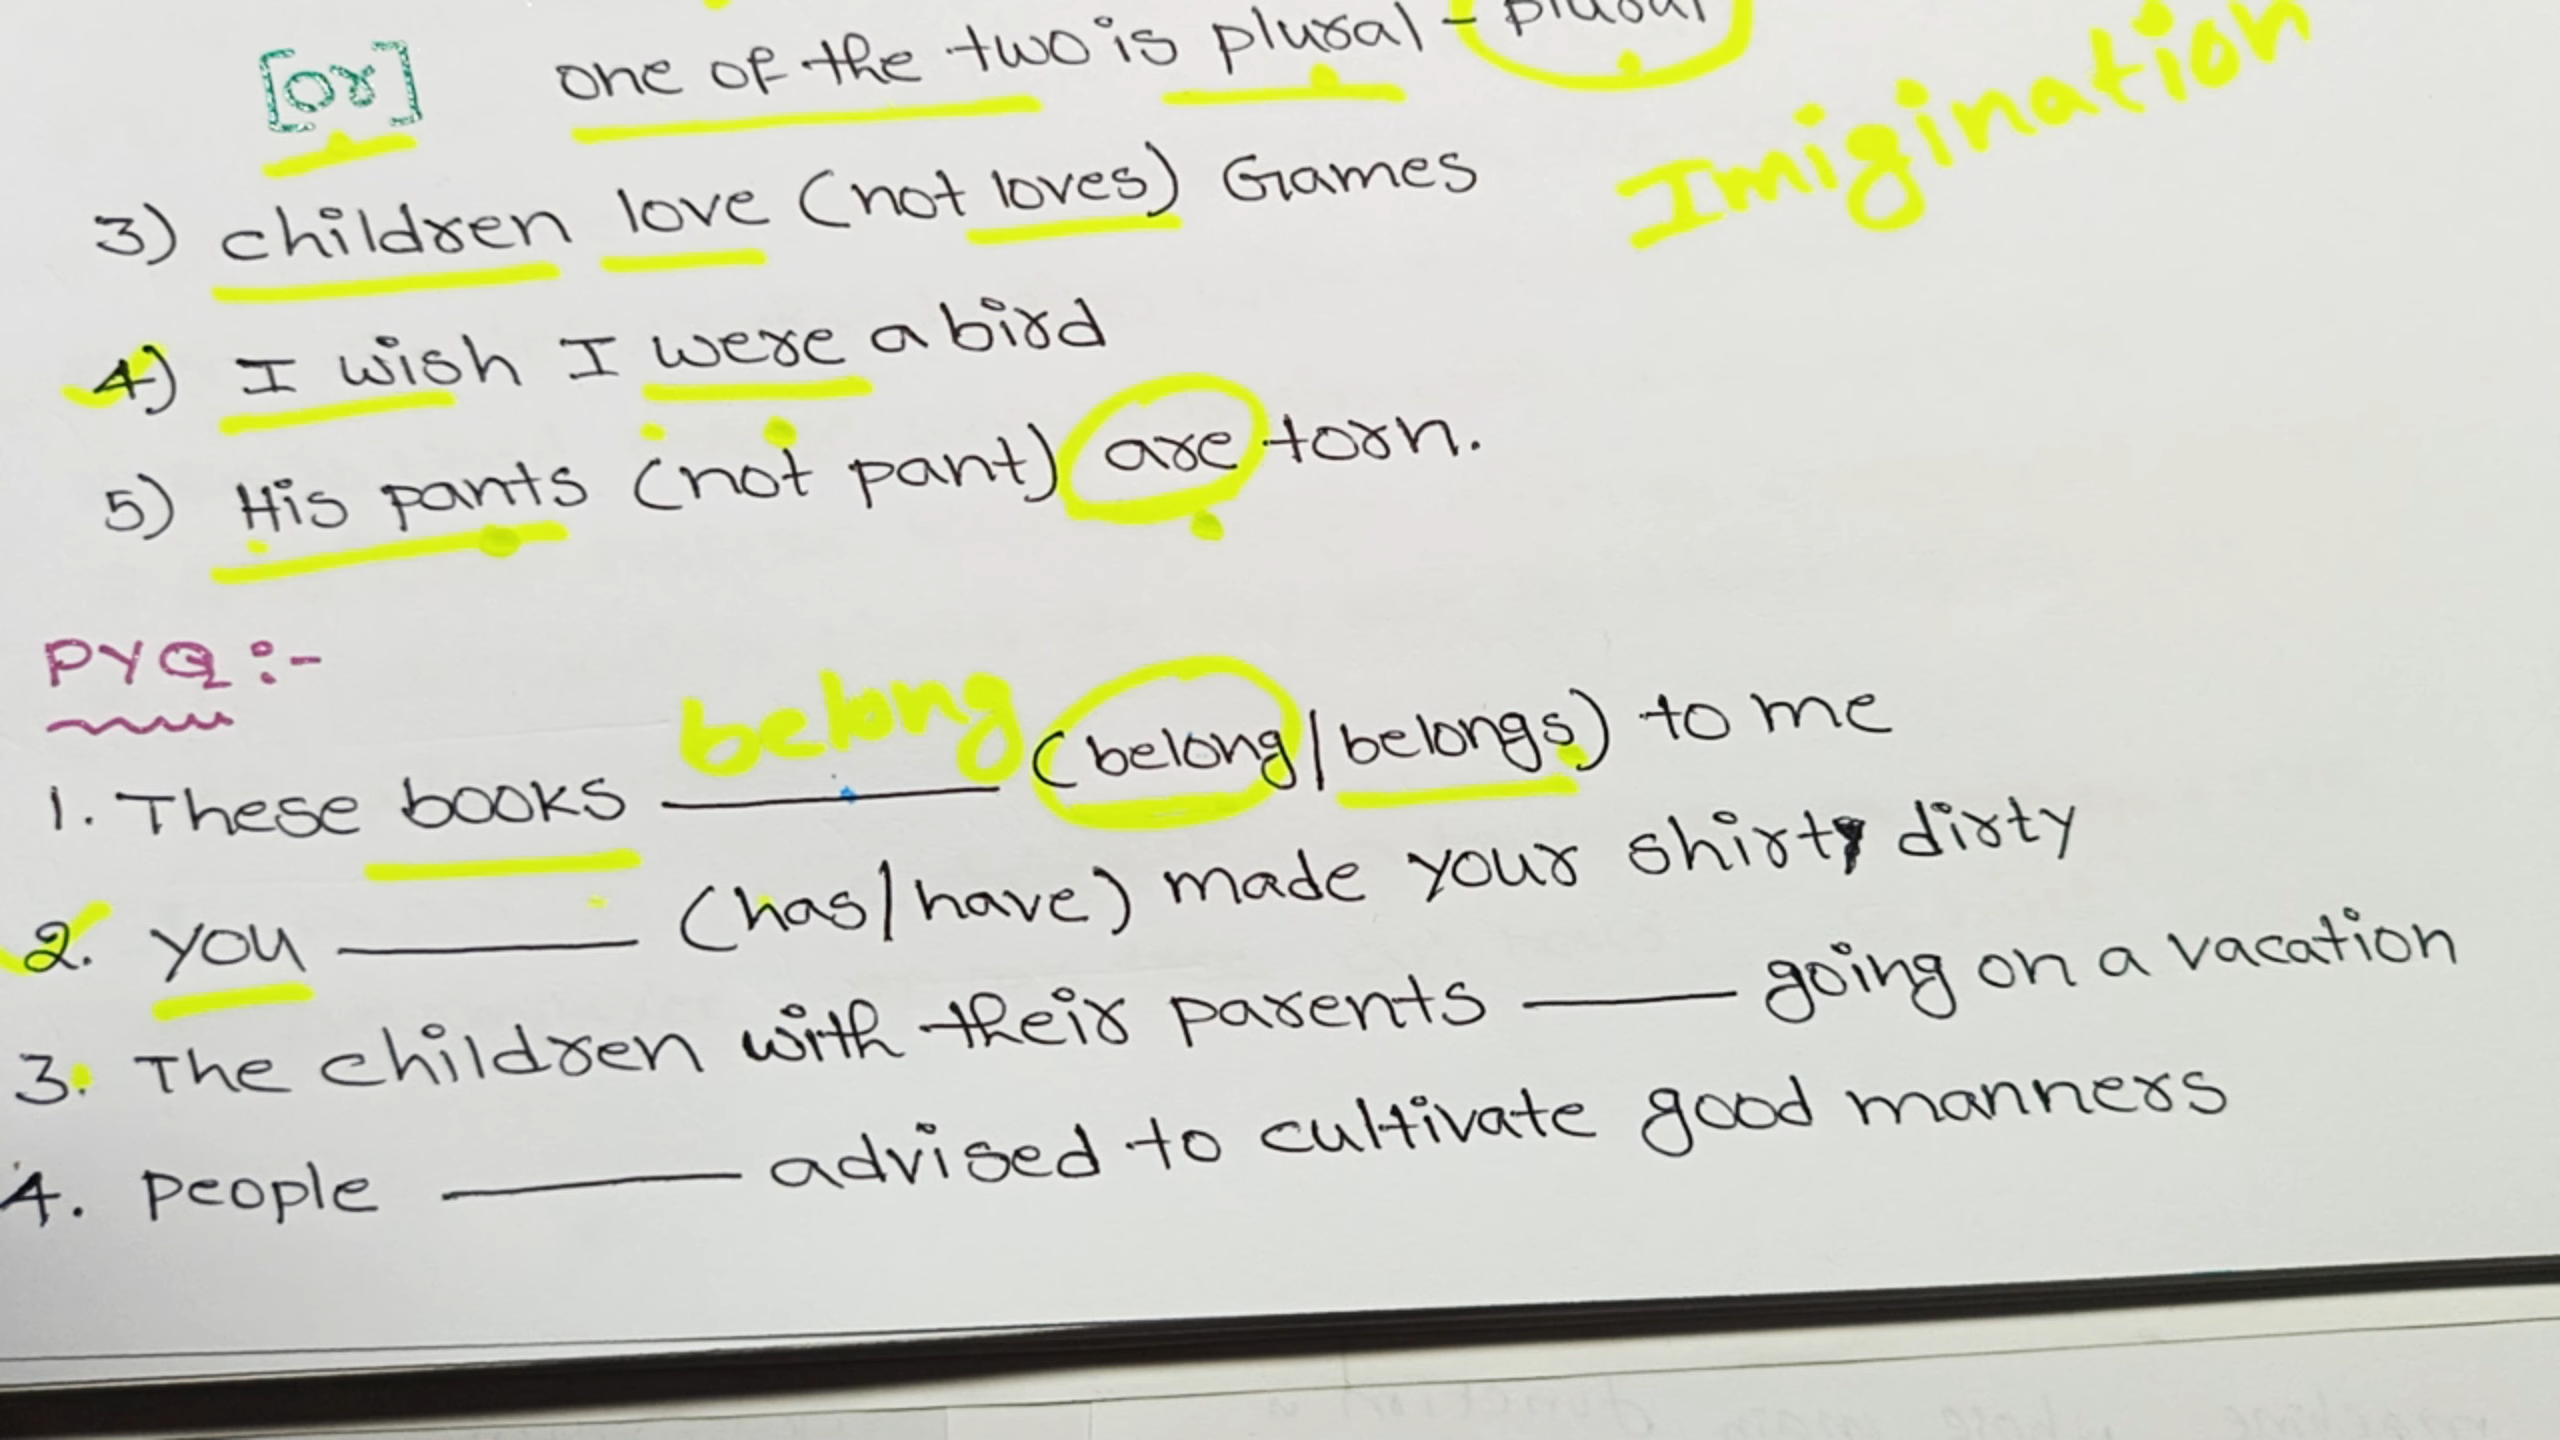 [or] one of the two is plural - plural
Imigination
3) children love (not loves) Games
4) I wish I were a bird
5) His pants (not pant) are torn.
PYQ :-
belong
1. These books ______ (belong/belongs) to me
2. you ______ (has/have) made your shirt dirty
3. The children with their parents ______ going on a vacation
4. people ______ advised to cultivate good manners